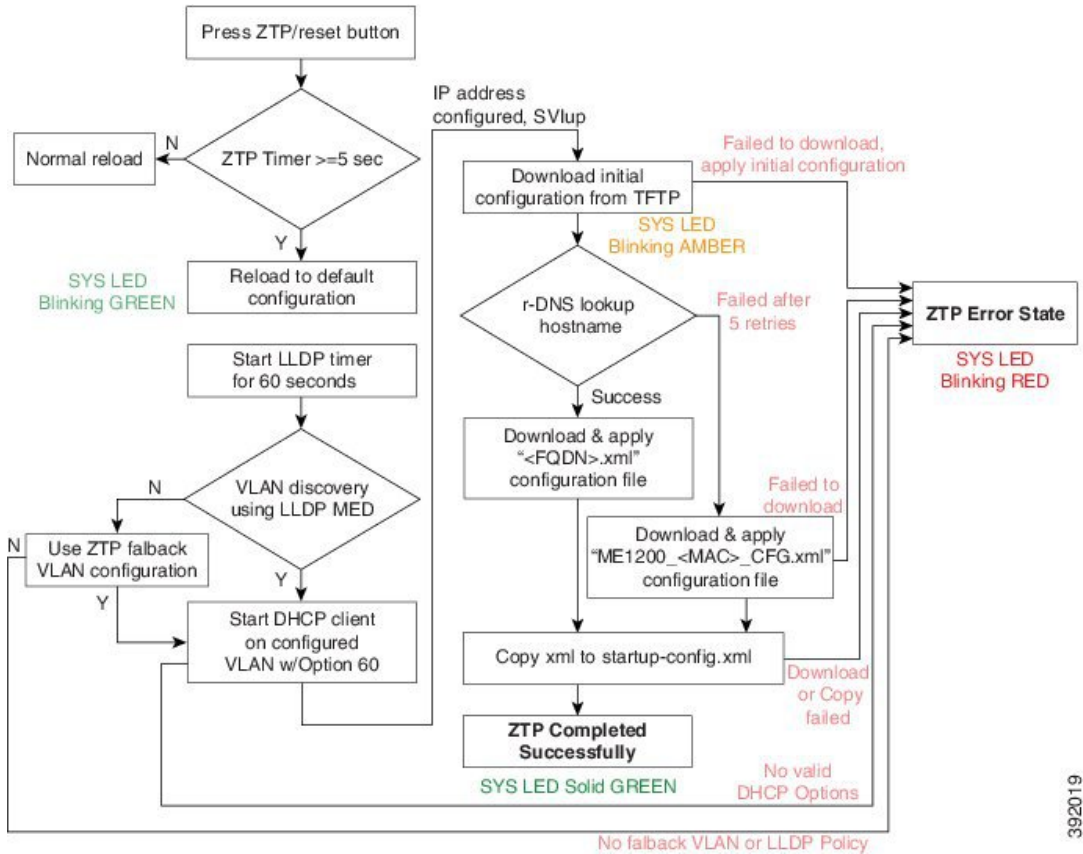 Press ZTP/reset button
ZTP Timer >=5 sec
N
Normal reload
Y
SYS LED
Blinking GREEN
Reload to default
configuration
Start LLDP timer
for 60 seconds
VLAN discovery
using LLDP MED
N
N
Use ZTP falback
VLAN configuration
Y
Y
Start DHCP client
on configured
VLAN w/Option 60
IP address
configured, SVIup
Download initial
configuration from TFTP
Failed to download,
apply initial configuration
SYS LED
Blinking AMBER
r-DNS lookup
hostname
Failed after
5 retries
ZTP Error State
SYS LED
Blinking RED
Success
Download & apply
“<FQDN>.xml”
configuration file
Failed to
download
Download & apply
“ME1200_<MAC>_CFG.xml”
configuration file
Copy xml to startup-config.xml
Download
or Copy
failed
ZTP Completed
Successfully
SYS LED Solid GREEN
No valid
DHCP Options
No falback VLAN or LLDP Policy
392019